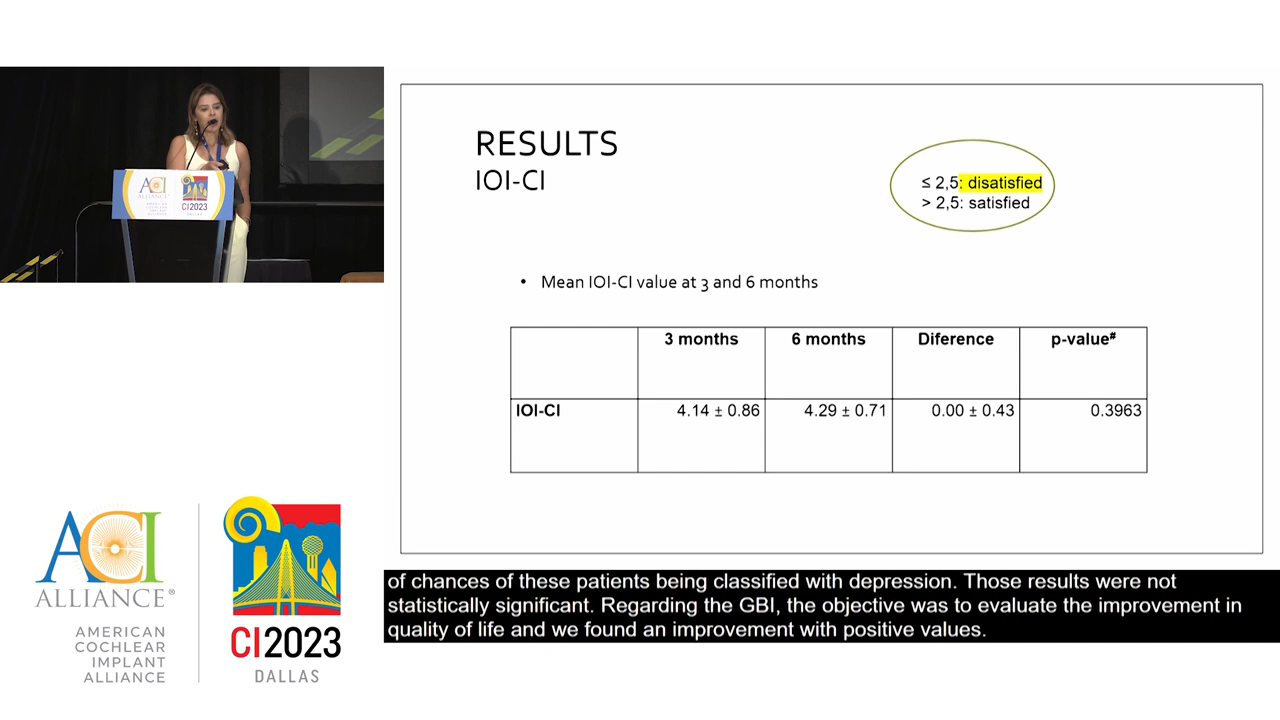 RESULTS
IOI-CI
≤ 2,5: disatisfied
> 2,5: satisfied
• Mean IOI-CI value at 3 and 6 months
3 months 6 months Diference p-value#
IOI-CI 4.14 ± 0.86 4.29 ± 0.71 0.00 ± 0.43 0.3963
ACI
ALLIANCE
CI2023
ACI
ALLIANCE®
AMERICAN
COCHLEAR
IMPLANT
ALLIANCE
CI2023
DALLAS
of chances of these patients being classified with depression. Those results were not
statistically significant. Regarding the GBI, the objective was to evaluate the improvement in
quality of life and we found an improvement with positive values.